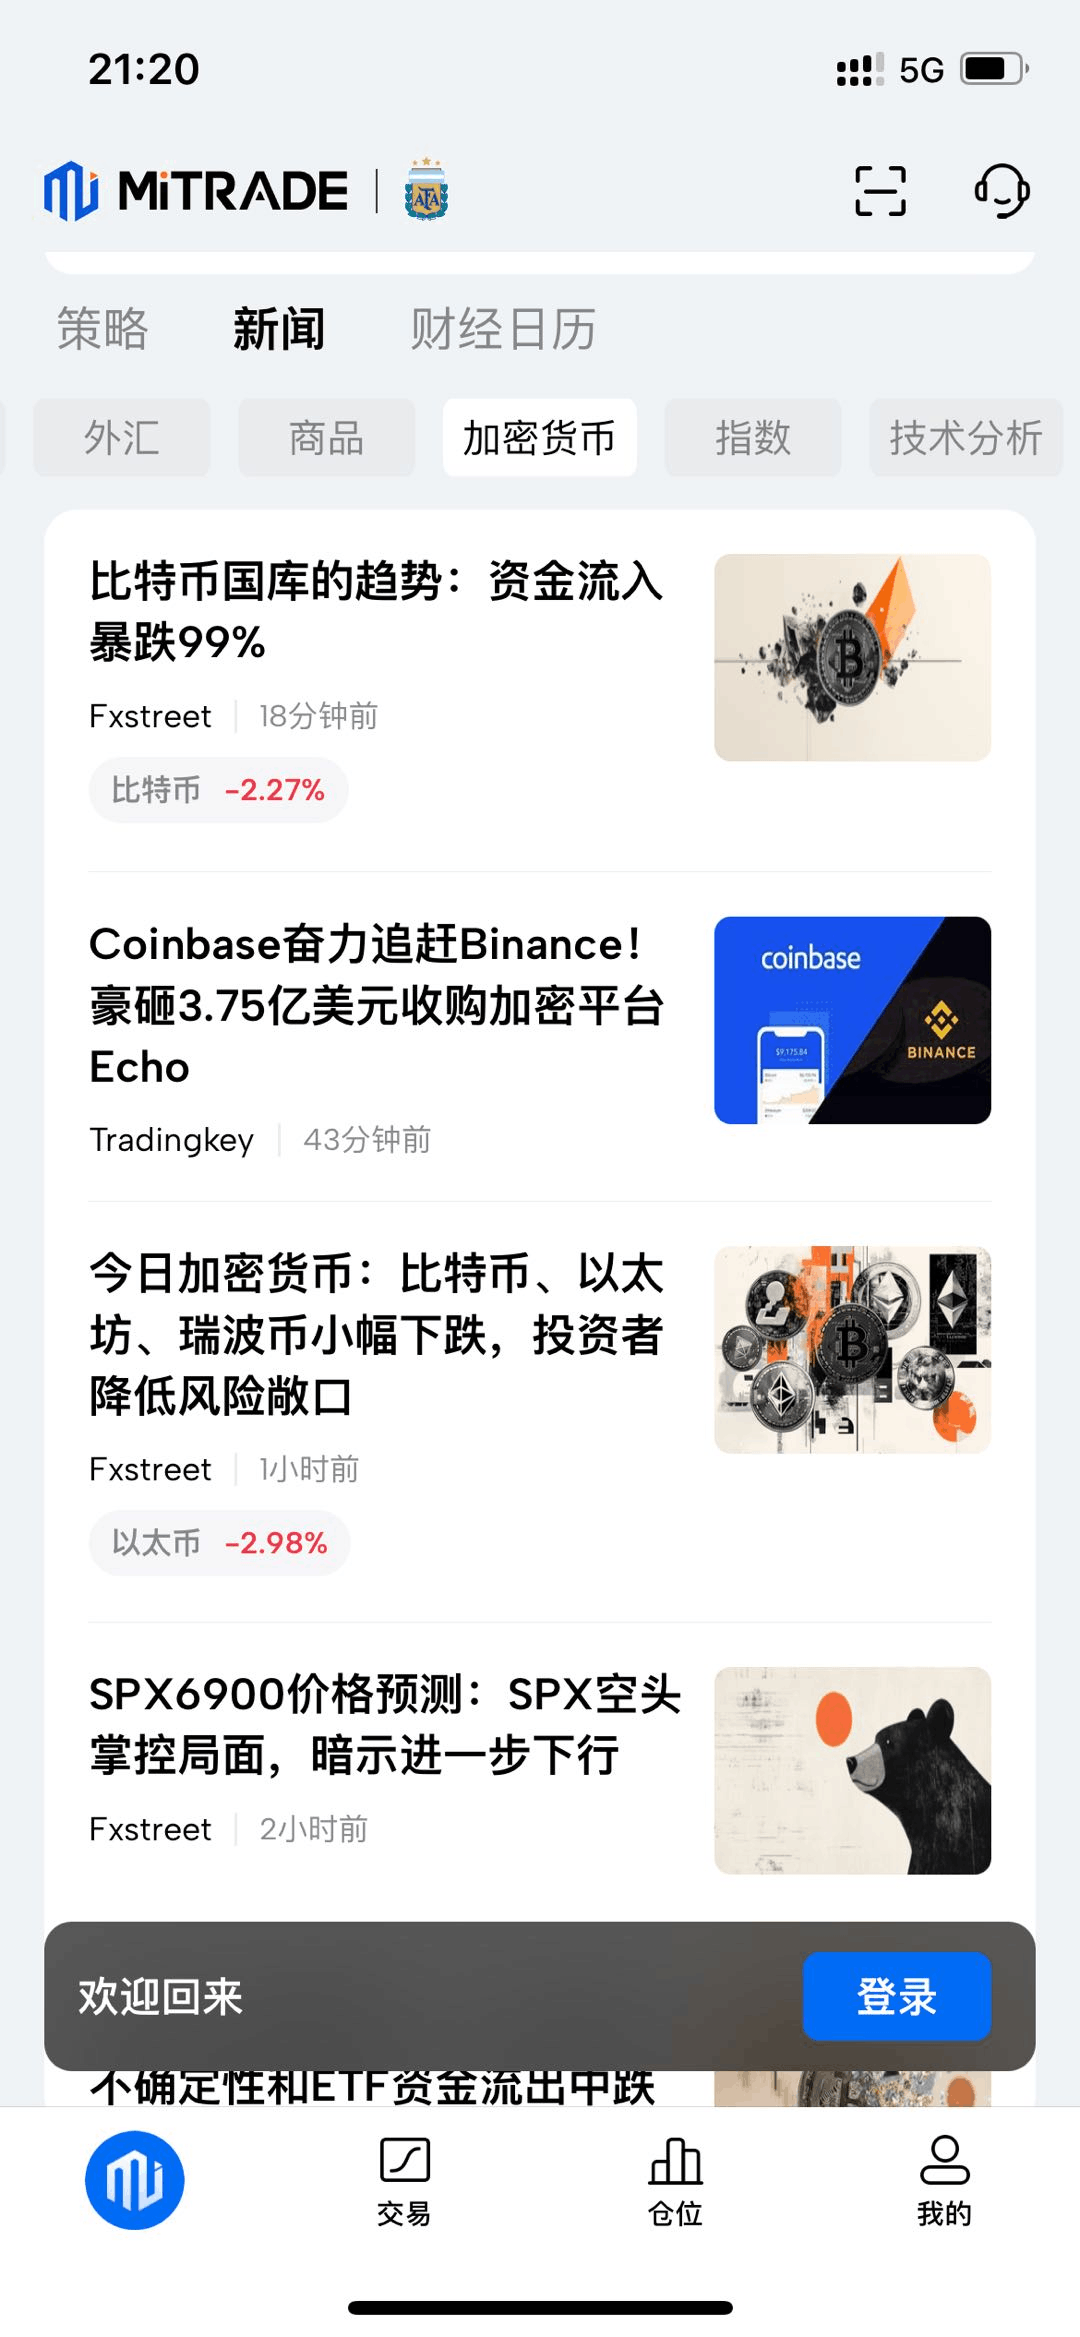 21:20
5G
MiTRADE
AFA
策略 新闻 财经日历
外汇 商品 加密货币 指数 技术分析
比特币国库的趋势：资金流入
暴跌99%
Fxstreet 18分钟前
比特币 -2.27%
Coinbase奋力追赶Binance！
豪砸3.75亿美元收购加密平台
Echo
Tradingkey 43分钟前
coinbase
$9,175.84
BINANCE
今日加密货币：比特币、以太
坊、瑞波币小幅下跌，投资者
降低风险敞口
Fxstreet 1小时前
以太币 -2.98%
SPX6900价格预测：SPX空头
掌控局面，暗示进一步下行
Fxstreet 2小时前
欢迎回来
登录
不确定性和ETF资金流出中跌
交易 仓位 我的